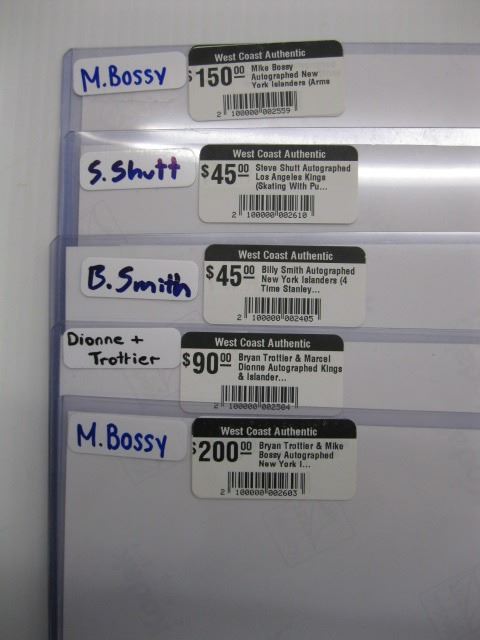 M. Bossy
West Coast Authentic
$150.00
Mike Bossy
Autographed New
York Islanders (Arms
2 100000 002559
S. Shutt
West Coast Authentic
$45.00
Steve Shutt Autographed
Los Angeles Kings
(Skating With Pu...
2 100000 002610
B. Smith
West Coast Authentic
$45.00
Billy Smith Autographed
New York Islanders (4
Time Stanley...
2 100000 002405
Dionne +
Trottier
West Coast Authentic
$90.00
Bryan Trottier & Marcel
Dionne Autographed Kings
& Islander...
2 100000 002504
M. Bossy
West Coast Authentic
$200.00
Bryan Trottier & Mike
Bossy Autographed
New York I...
2 100000 002603